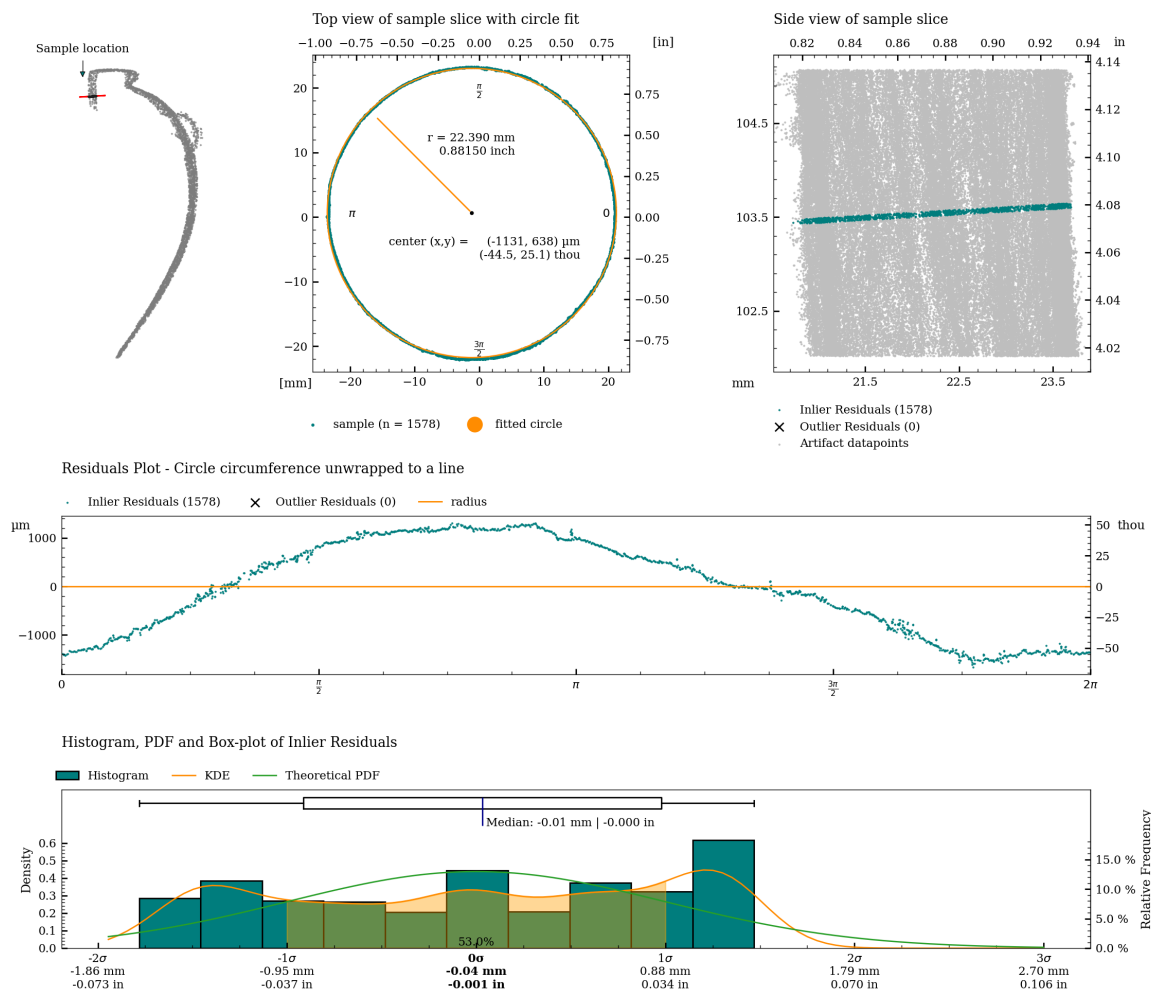 Sample location
Top view of sample slice with circle fit
−1.00 −0.75 −0.50 −0.25 0.00 0.25 0.50 0.75 [in]
20
10
0
−10
−20
[mm]
−20 −10 0 10 20
0.75
0.50
0.25
0.00
−0.25
−0.50
−0.75
π/2
π
0
3π/2
r = 22.390 mm
0.88150 inch
center (x,y) = (-1131, 638) µm
(-44.5, 25.1) thou
sample (n = 1578) fitted circle
Side view of sample slice
0.82 0.84 0.86 0.88 0.90 0.92 0.94 in
104.5
103.5
102.5
mm
21.5 22.5 23.5
4.14
4.12
4.10
4.08
4.06
4.04
4.02
Inlier Residuals (1578)
Outlier Residuals (0)
Artifact datapoints
Residuals Plot - Circle circumference unwrapped to a line
Inlier Residuals (1578) Outlier Residuals (0) radius
µm
1000
0
−1000
50 thou
25
0
−25
−50
0 π/2 π 3π/2 2π
Histogram, PDF and Box-plot of Inlier Residuals
Histogram KDE Theoretical PDF
Median: -0.01 mm | -0.000 in
Density
0.6
0.5
0.4
0.3
0.2
0.1
0.0
Relative Frequency
15.0 %
10.0 %
5.0 %
0.0 %
53.0%
-2σ -1σ 0σ 1σ 2σ 3σ
-1.86 mm -0.95 mm -0.04 mm 0.88 mm 1.79 mm 2.70 mm
-0.073 in -0.037 in -0.001 in 0.034 in 0.070 in 0.106 in